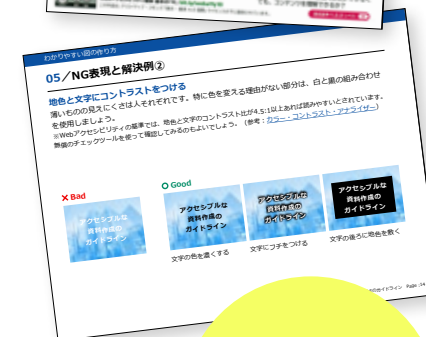 わかりやすい図の作り方
05／NG表現と解決例②
地色と文字にコントラストをつける
薄いものの見えにくさは人それぞれです。特に色を変える理由がない部分は、白と黒の組み合わせ
を使用しましょう。
※Webアクセシビリティの基準では、地色と文字のコントラスト比が4.5:1以上あれば読みやすいとされています。
無償のチェックツールを使って確認してみるのもよいでしょう。（参考：カラー・コントラスト・アナライザー）
×Bad
○Good
アクセシブルな
資料作成の
ガイドライン
アクセシブルな
資料作成の
ガイドライン
アクセシブルな
資料作成の
ガイドライン
アクセシブルな
資料作成の
ガイドライン
文字の色を濃くする
文字にフチをつける
文字の後ろに地色を敷く
ガイドライン Page :14